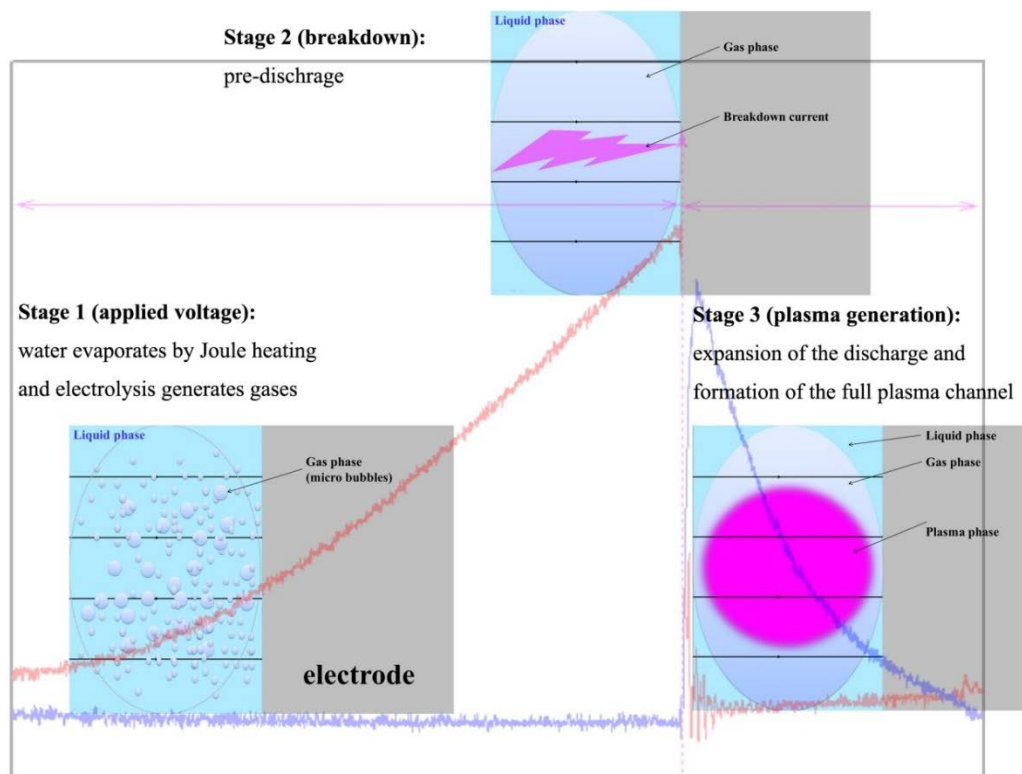 Stage 2 (breakdown):
pre-dischrage
Liquid phase
Gas phase
Breakdown current
Stage 1 (applied voltage):
water evaporates by Joule heating
and electrolysis generates gases
Liquid phase
Gas phase
(micro bubbles)
electrode
Stage 3 (plasma generation):
expansion of the discharge and
formation of the full plasma channel
Liquid phase
Gas phase
Plasma phase